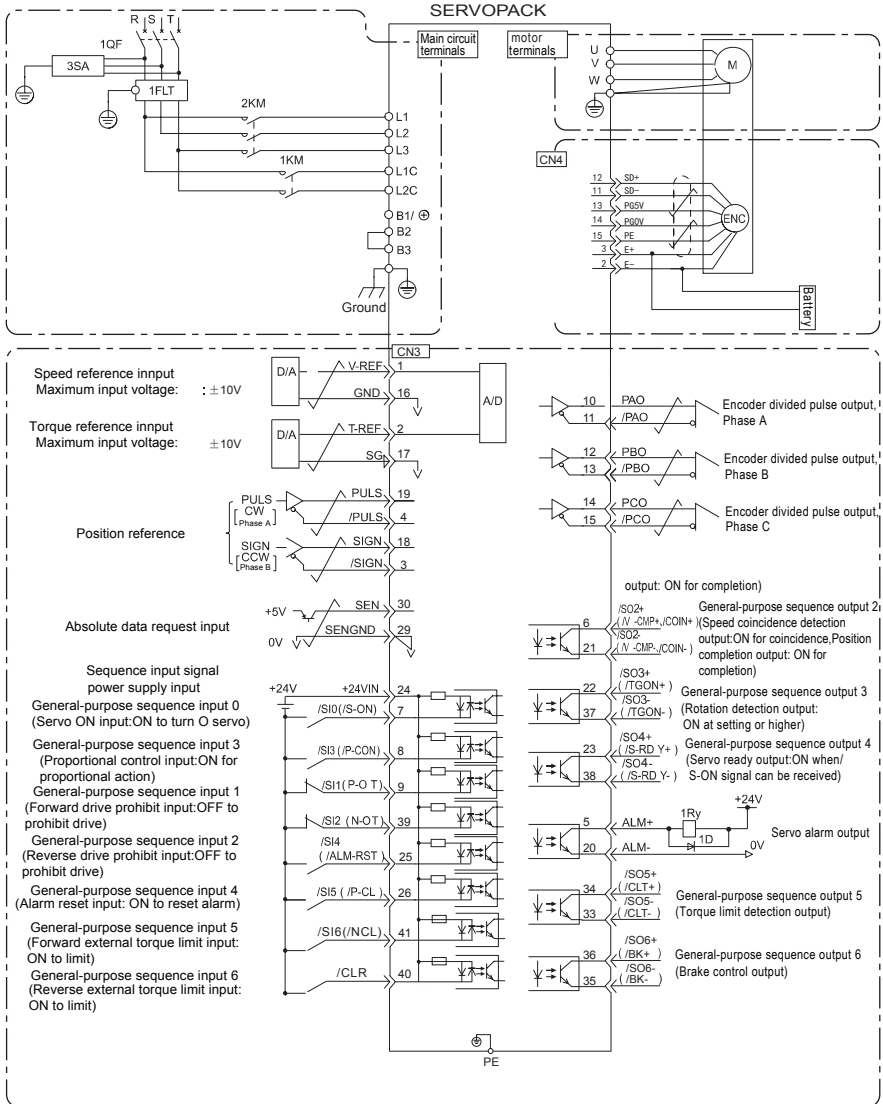 SERVOPACK
R S T
1QF
3SA
1FLT
2KM
1KM
Main circuit
terminals
L1
L2
L3
L1C
L2C
B1/
B2
B3
Ground
motor
terminals
U
V
W
M
CN4
12 SD+
11 SD-
13 PG5V
14 PG0V
15 PE
3 E+
2 E-
ENC
Battery
CN3
Speed reference innput
Maximum input voltage: : ±10V
D/A
V-REF 1
GND 16
A/D
Torque reference innput
Maximum input voltage: ±10V
D/A
T-REF 2
SG 17
Position reference
PULS
CW
[Phase A]
PULS 19
/PULS 4
SIGN
CCW
[Phase B]
SIGN 18
/SIGN 3
Absolute data request input
+5V
0V
SEN 30
SENGND 29
Sequence input signal
power supply input
+24V
+24VIN 24
General-purpose sequence input 0
(Servo ON input:ON to turn O servo)
/SI0(/S-ON) 7
General-purpose sequence input 3
(Proportional control input:ON for
proportional action)
/SI3 (/P-CON) 8
General-purpose sequence input 1
(Forward drive prohibit input:OFF to
prohibit drive)
/SI1(P-O T) 9
General-purpose sequence input 2
(Reverse drive prohibit input:OFF to
prohibit drive)
/SI2 (N-OT) 39
General-purpose sequence input 4
(Alarm reset input: ON to reset alarm)
/SI4
(/ALM-RST) 25
General-purpose sequence input 5
(Forward external torque limit input:
ON to limit)
/SI5 ( /P-CL ) 26
General-purpose sequence input 6
(Reverse external torque limit input:
ON to limit)
/SI6(/NCL) 41
/CLR 40
10 PAO
11 /PAO
Encoder divided pulse output,
Phase A
12 PBO
13 /PBO
Encoder divided pulse output,
Phase B
14 PCO
15 /PCO
Encoder divided pulse output,
Phase C
output: ON for completion)
/SO2+
6 (/V -CMP+,/COIN+ )
/SO2-
21 (/V -CMP-,/COIN- )
General-purpose sequence output 2
(Speed coincidence detection
output:ON for coincidence,Position
completion output: ON for
completion)
/SO3+
22 (/TGON+ )
/SO3-
37 ( /TGON- )
General-purpose sequence output 3
(Rotation detection output:
ON at setting or higher)
/SO4+
23 (/S-RD Y+ )
/SO4-
38 ( /S-RD Y- )
General-purpose sequence output 4
(Servo ready output:ON when/
S-ON signal can be received)
5 ALM+
20 ALM-
1Ry
1D
+24V
0V
Servo alarm output
/SO5+
34 (/CLT+ )
/SO5-
33 ( /CLT- )
General-purpose sequence output 5
(Torque limit detection output)
/SO6+
36 ( /BK+ )
/SO6-
35 ( /BK- )
General-purpose sequence output 6
(Brake control output)
PE